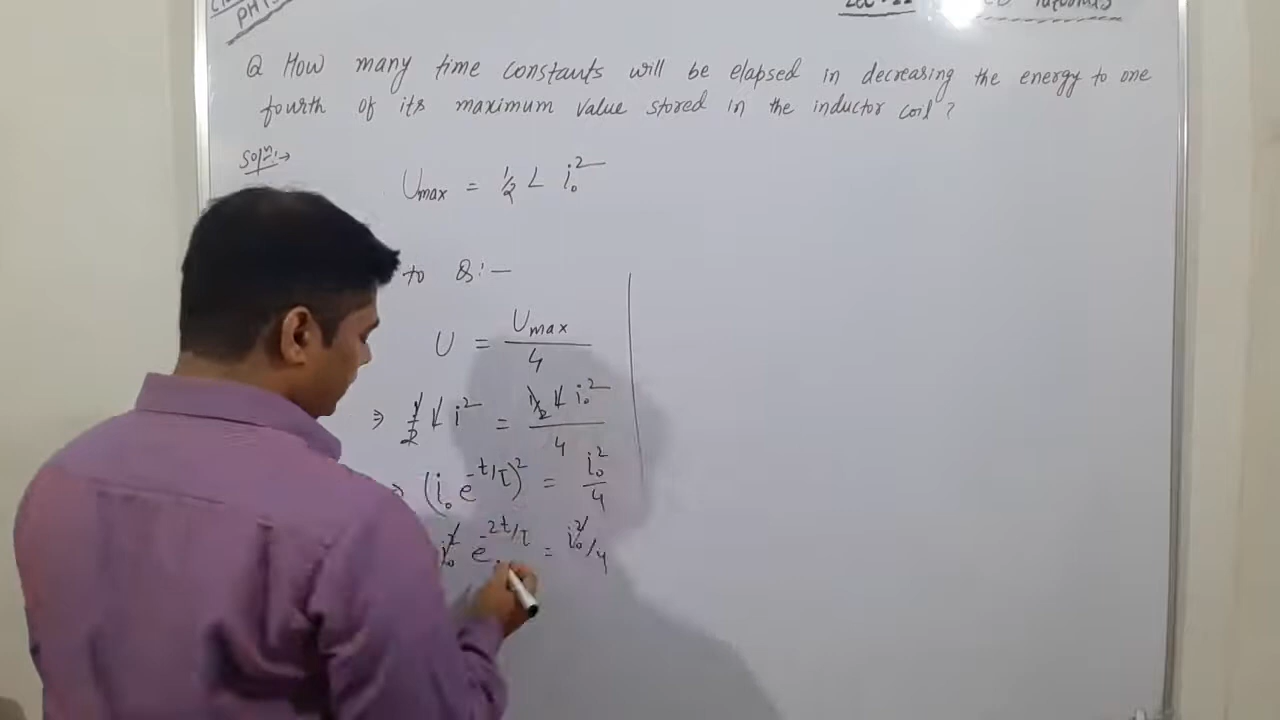 Q How many time constants will be elapsed in decreasing the energy to one
fourth of its maximum value stored in the inductor coil?
Solⁿ:→
Umax = ½ L i₀²
to Q:—
U = Umax / 4
⇒ ½ L i² = ½ L i₀² / 4
⇒ (i₀ e^-t/τ)² = i₀² / 4
i₀² e^-2t/τ = i₀²/4